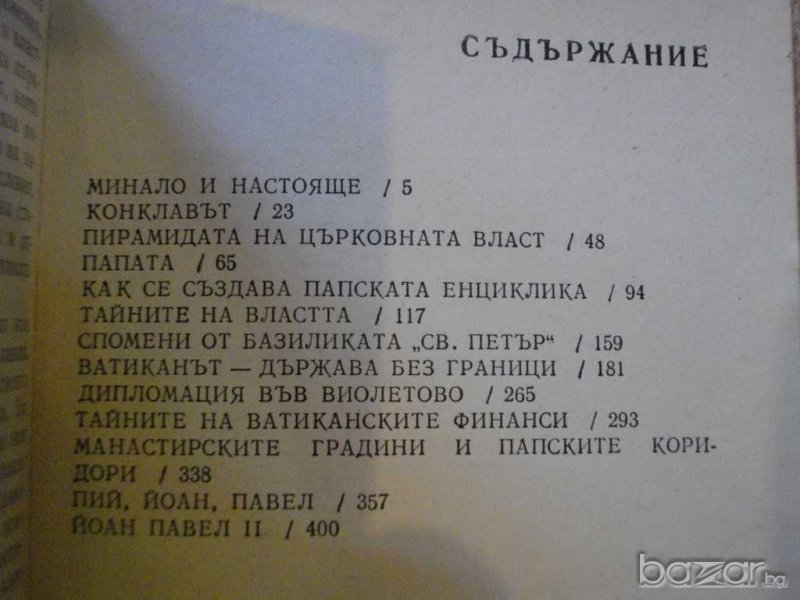 СЪДЪРЖАНИЕ
МИНАЛО И НАСТОЯЩЕ / 5
КОНКЛАВЪТ / 23
ПИРАМИДАТА НА ЦЪРКОВНАТА ВЛАСТ / 48
ПАПАТА / 65
КАК СЕ СЪЗДАВА ПАПСКАТА ЕНЦИКЛИКА / 94
ТАЙНИТЕ НА ВЛАСТТА / 117
СПОМЕНИ ОТ БАЗИЛИКАТА „СВ. ПЕТЪР“ / 159
ВАТИКАНЪТ — ДЪРЖАВА БЕЗ ГРАНИЦИ / 181
ДИПЛОМАЦИЯ ВЪВ ВИОЛЕТОВО / 265
ТАЙНИТЕ НА ВАТИКАНСКИТЕ ФИНАНСИ / 293
МАНАСТИРСКИТЕ ГРАДИНИ И ПАПСКИТЕ КОРИ-
ДОРИ / 338
ПИЙ, ЙОАН, ПАВЕЛ / 357
ЙОАН ПАВЕЛ II / 400
bazar.bg